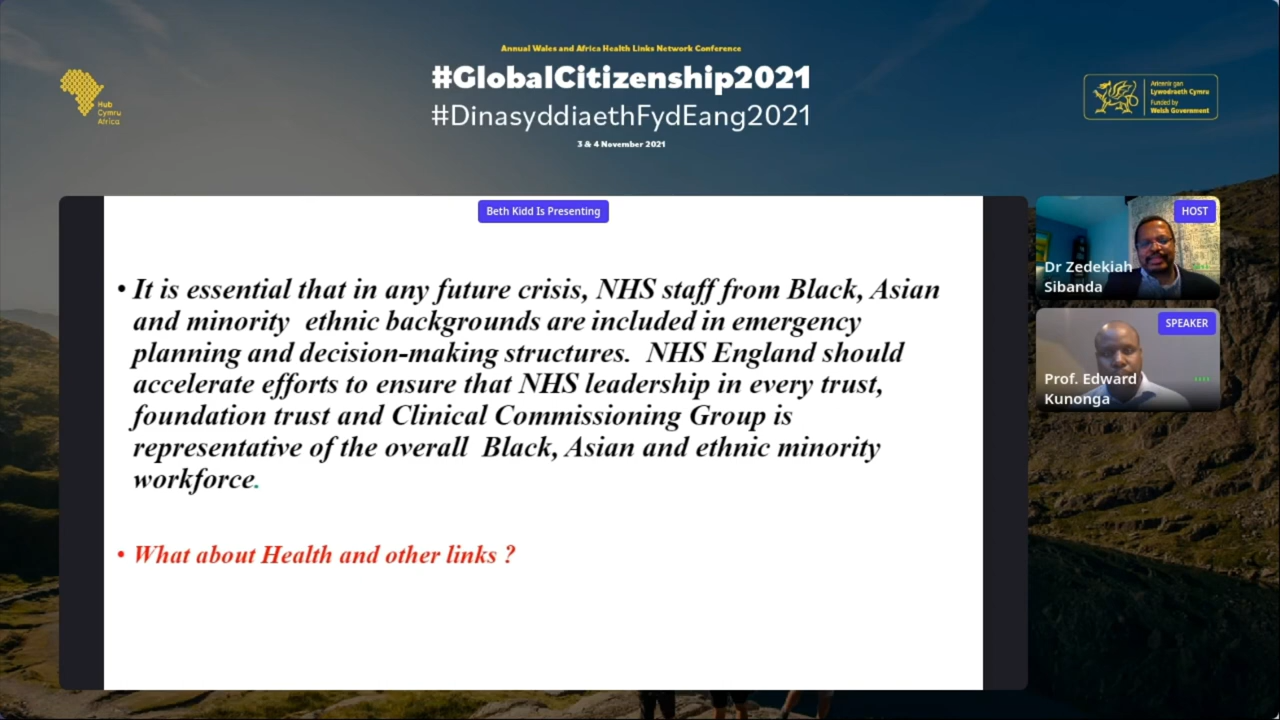 Annual Wales and Africa Health Links Network Conference
#GlobalCitizenship2021
#DinasyddiaethFydEang2021
3 & 4 November 2021
Hub
Cymru
Africa
Ariennir gan
Lywodraeth Cymru
Funded by
Welsh Government
Beth Kidd Is Presenting
• It is essential that in any future crisis, NHS staff from Black, Asian
and minority ethnic backgrounds are included in emergency
planning and decision-making structures. NHS England should
accelerate efforts to ensure that NHS leadership in every trust,
foundation trust and Clinical Commissioning Group is
representative of the overall Black, Asian and ethnic minority
workforce.
• What about Health and other links ?
HOST
Dr Zedekiah
Sibanda
SPEAKER
Prof. Edward
Kunonga